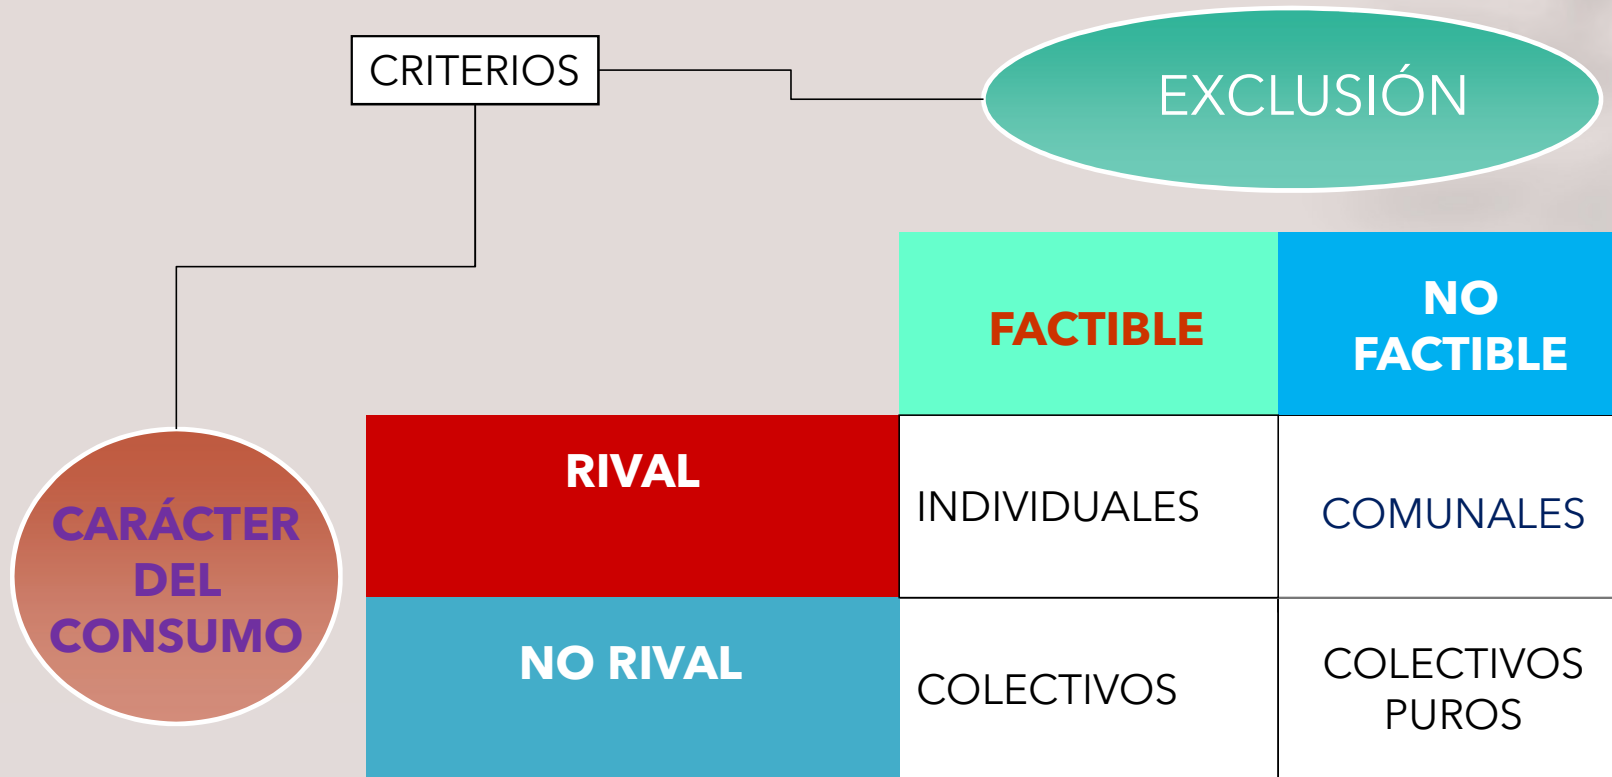 CRITERIOS
EXCLUSIÓN
FACTIBLE
NO
FACTIBLE
CARÁCTER
DEL
CONSUMO
RIVAL
INDIVIDUALES
COMUNALES
NO RIVAL
COLECTIVOS
COLECTIVOS
PUROS